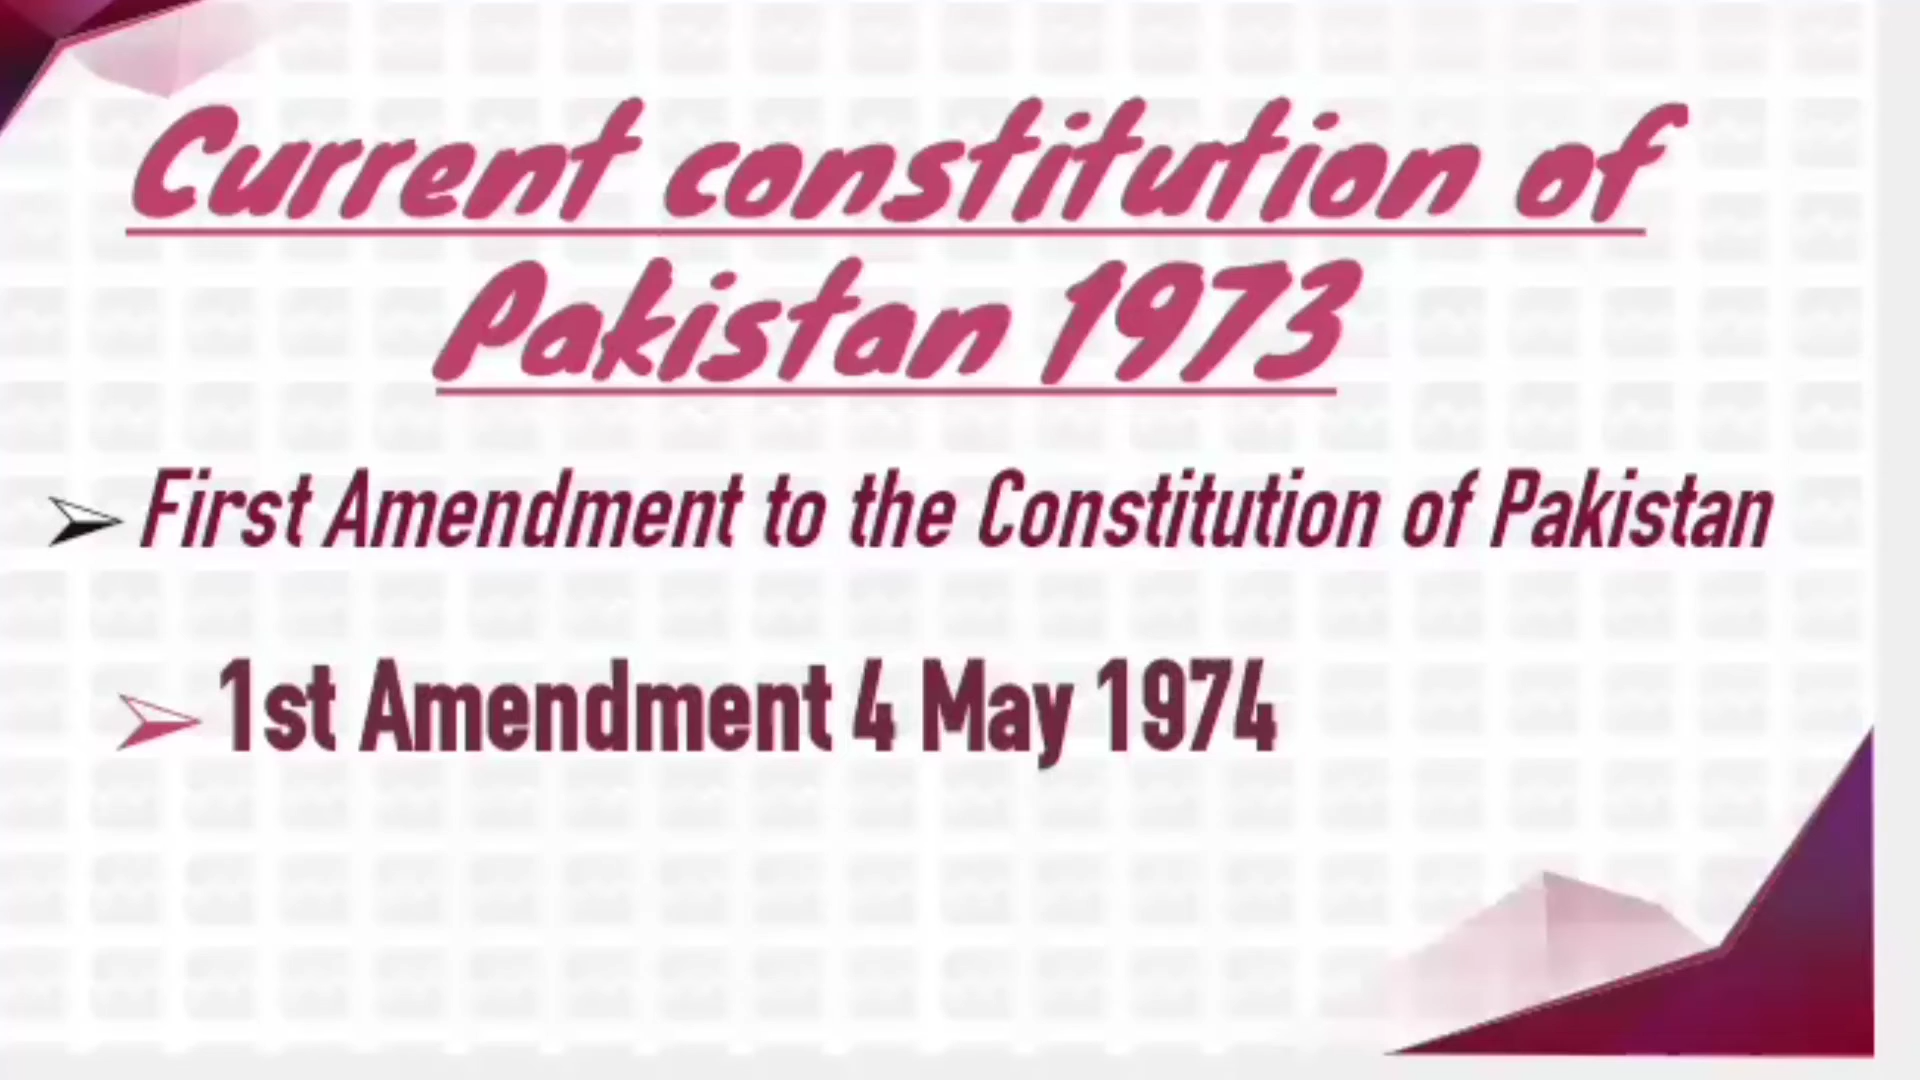 Current constitution of
Pakistan 1973
First Amendment to the Constitution of Pakistan
1st Amendment 4 May 1974